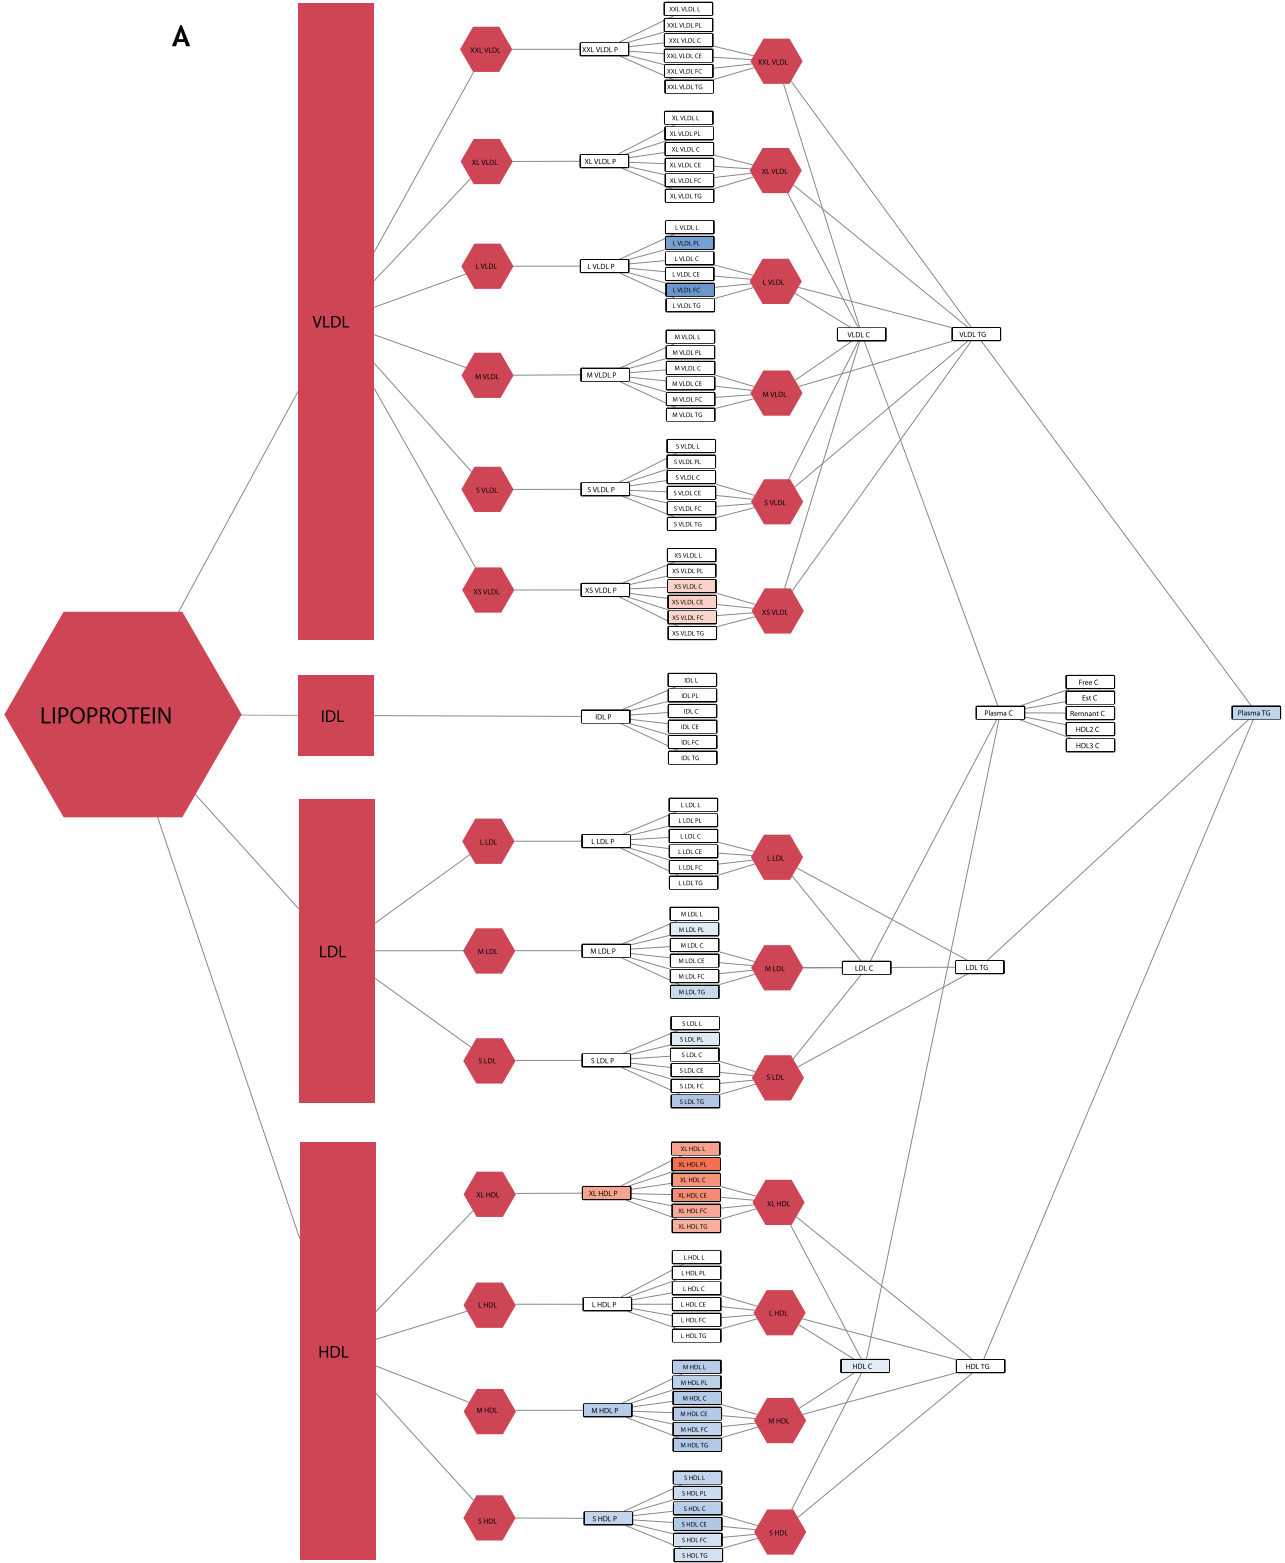 A
XXL VLDL L
XXL VLDL PL
XXL VLDL C
XXL VLDL CE
XXL VLDL FC
XXL VLDL TG
XXL VLDL
XXL VLDL P
XXL VLDL
XL VLDL L
XL VLDL PL
XL VLDL C
XL VLDL CE
XL VLDL FC
XL VLDL TG
XL VLDL
XL VLDL P
XL VLDL
L VLDL L
L VLDL PL
L VLDL C
L VLDL CE
L VLDL FC
L VLDL TG
L VLDL
L VLDL P
L VLDL
VLDL
VLDL C
VLDL TG
M VLDL L
M VLDL PL
M VLDL C
M VLDL CE
M VLDL FC
M VLDL TG
M VLDL
M VLDL P
M VLDL
S VLDL L
S VLDL PL
S VLDL C
S VLDL CE
S VLDL FC
S VLDL TG
S VLDL
S VLDL P
S VLDL
XS VLDL L
XS VLDL PL
XS VLDL C
XS VLDL CE
XS VLDL FC
XS VLDL TG
XS VLDL
XS VLDL P
XS VLDL
LIPOPROTEIN
IDL
IDL P
IDL L
IDL PL
IDL C
IDL CE
IDL FC
IDL TG
Plasma C
Free C
Est C
Remnant C
HDL2 C
HDL3 C
Plasma TG
L LDL L
L LDL PL
L LDL C
L LDL CE
L LDL FC
L LDL TG
L LDL
L LDL P
L LDL
LDL
M LDL L
M LDL PL
M LDL C
M LDL CE
M LDL FC
M LDL TG
M LDL
M LDL P
M LDL
LDL C
LDL TG
S LDL L
S LDL PL
S LDL C
S LDL CE
S LDL FC
S LDL TG
S LDL
S LDL P
S LDL
XL HDL L
XL HDL PL
XL HDL C
XL HDL CE
XL HDL FC
XL HDL TG
XL HDL
XL HDL P
XL HDL
L HDL L
L HDL PL
L HDL C
L HDL CE
L HDL FC
L HDL TG
L HDL
L HDL P
L HDL
HDL
HDL C
HDL TG
M HDL L
M HDL PL
M HDL C
M HDL CE
M HDL FC
M HDL TG
M HDL
M HDL P
M HDL
S HDL L
S HDL PL
S HDL C
S HDL CE
S HDL FC
S HDL TG
S HDL
S HDL P
S HDL